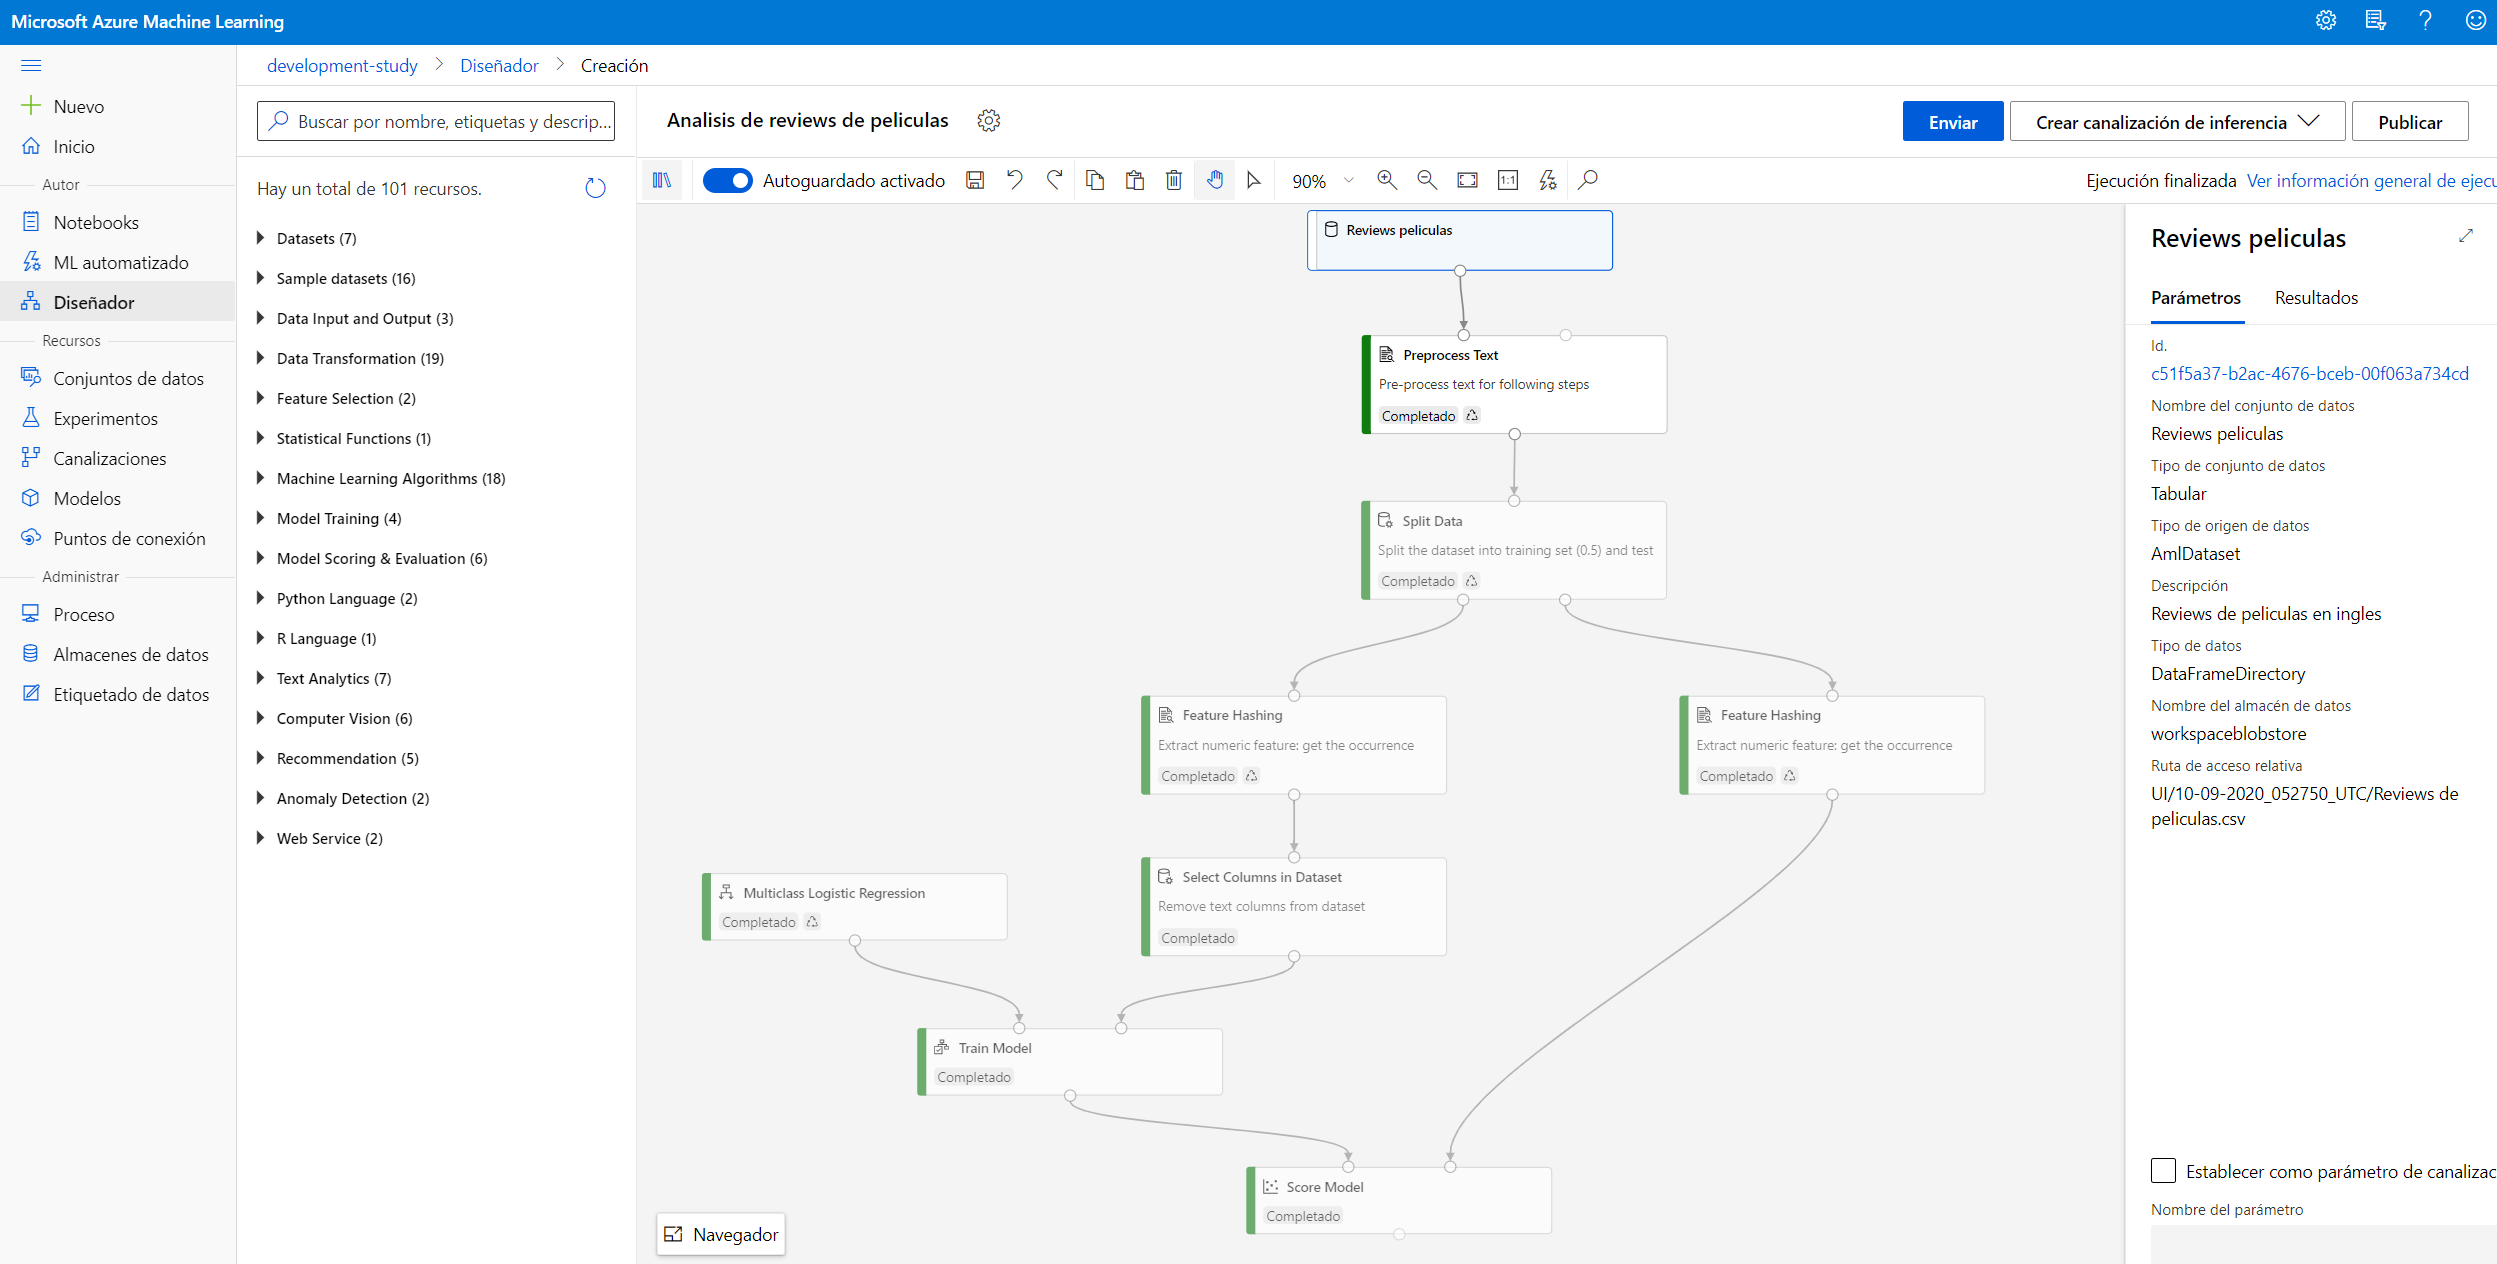 Microsoft Azure Machine Learning
development-study > Diseñador > Creación
Nuevo
Inicio
Autor
Notebooks
ML automatizado
Diseñador
Recursos
Conjuntos de datos
Experimentos
Canalizaciones
Modelos
Puntos de conexión
Administrar
Proceso
Almacenes de datos
Etiquetado de datos
Buscar por nombre, etiquetas y descrip...
Hay un total de 101 recursos.
Datasets (7)
Sample datasets (16)
Data Input and Output (3)
Data Transformation (19)
Feature Selection (2)
Statistical Functions (1)
Machine Learning Algorithms (18)
Model Training (4)
Model Scoring & Evaluation (6)
Python Language (2)
R Language (1)
Text Analytics (7)
Computer Vision (6)
Recommendation (5)
Anomaly Detection (2)
Web Service (2)
Analisis de reviews de peliculas
Enviar
Crear canalización de inferencia
Publicar
Autoguardado activado
90%
1:1
Ejecución finalizada
Ver información general de ejecu
Reviews peliculas
Preprocess Text
Pre-process text for following steps
Completado
Split Data
Split the dataset into training set (0.5) and test
Completado
Feature Hashing
Extract numeric feature: get the occurrence
Completado
Feature Hashing
Extract numeric feature: get the occurrence
Completado
Select Columns in Dataset
Remove text columns from dataset
Completado
Multiclass Logistic Regression
Completado
Train Model
Completado
Score Model
Completado
Navegador
Reviews peliculas
Parámetros
Resultados
Id.
c51f5a37-b2ac-4676-bceb-00f063a734cd
Nombre del conjunto de datos
Reviews peliculas
Tipo de conjunto de datos
Tabular
Tipo de origen de datos
AmlDataset
Descripción
Reviews de peliculas en ingles
Tipo de datos
DataFrameDirectory
Nombre del almacén de datos
workspaceblobstore
Ruta de acceso relativa
UI/10-09-2020_052750_UTC/Reviews de
peliculas.csv
Establecer como parámetro de canalizac
Nombre del parámetro